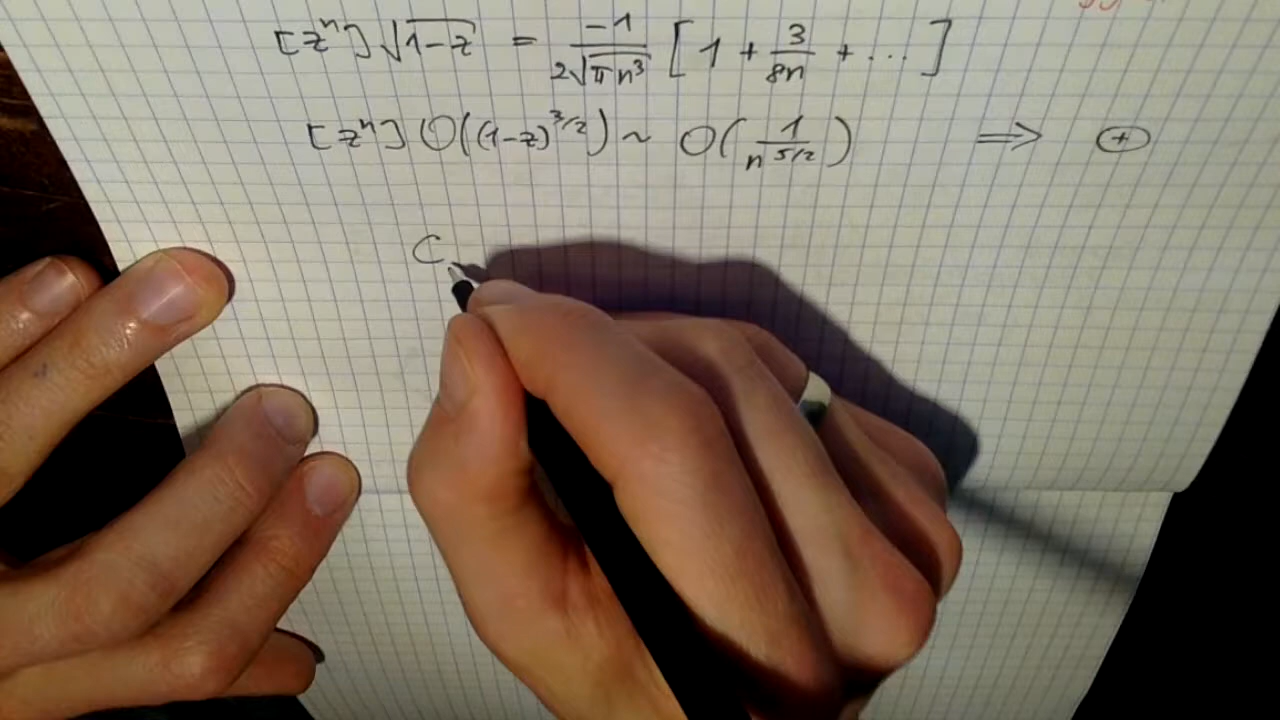 [zⁿ] √(1-z) = -1/(2√(πn³)) [1 + 3/(8n) + ...]
[zⁿ] O((1-z)^(3/2)) ~ O(1/n^(5/2)) ⟹ ⊕
C